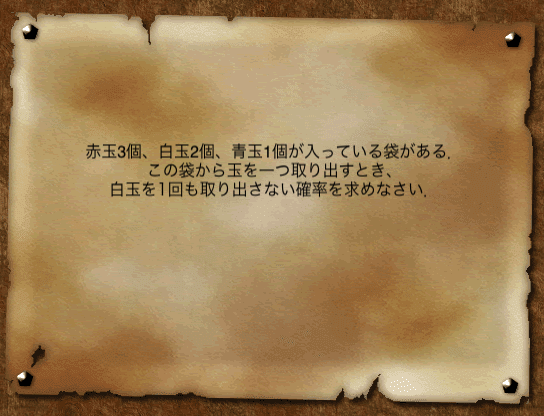 赤玉3個、白玉2個、青玉1個が入っている袋がある.
この袋から玉を一つ取り出すとき、
白玉を1回も取り出さない確率を求めなさい.